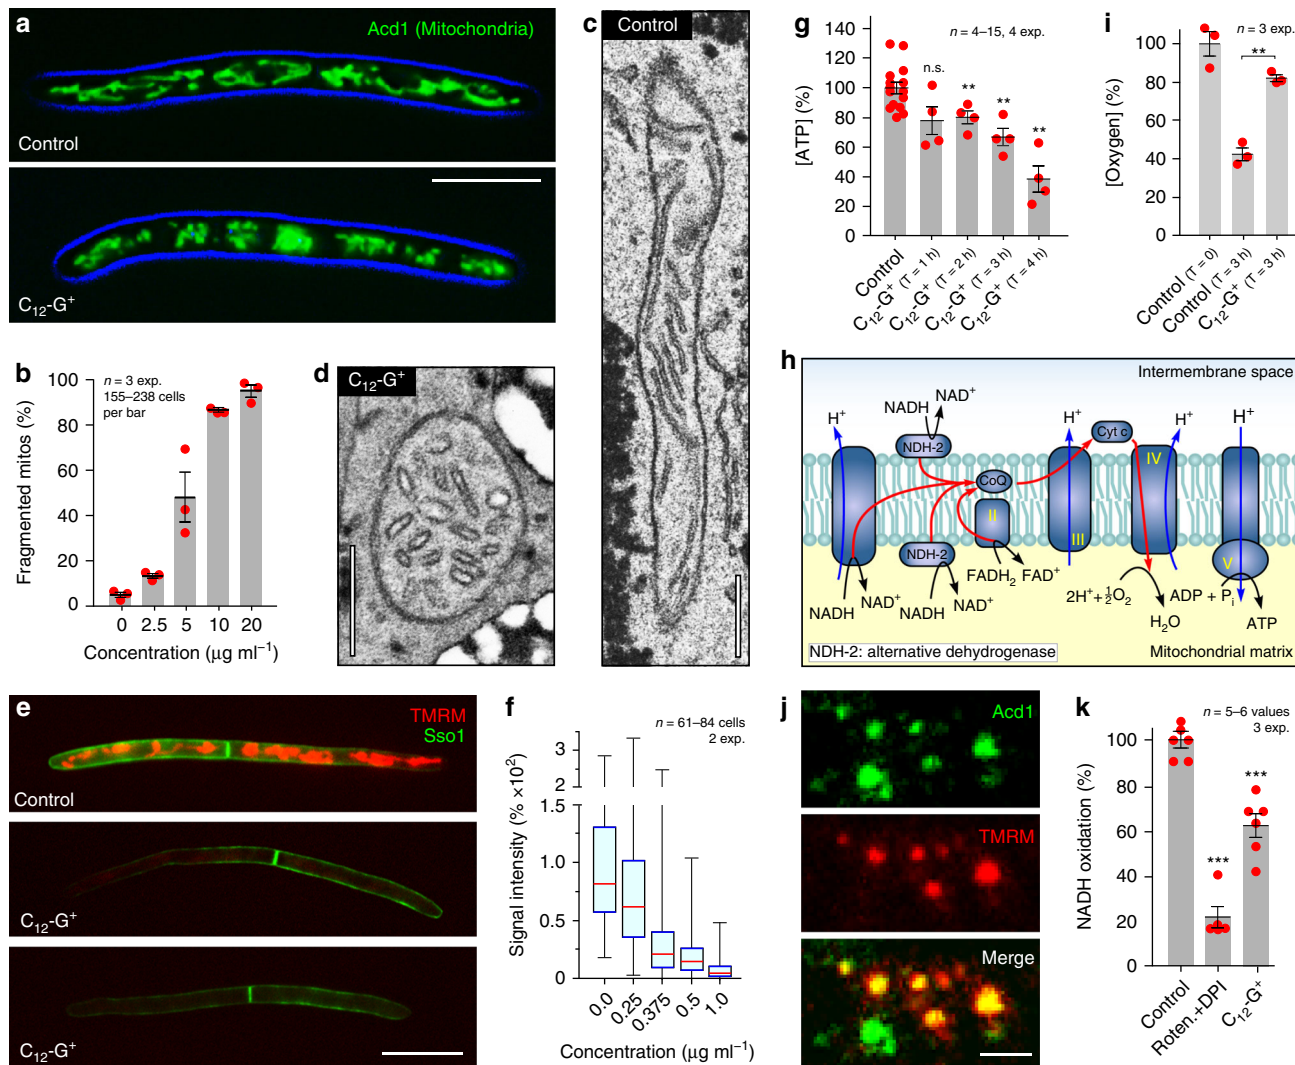 a
Acd1 (Mitochondria)
Control
C₁₂-G⁺
b
n = 3 exp.
155–238 cells
per bar
Fragmented mitos (%)
100
80
60
40
20
0
0 2.5 5 10 20
Concentration (µg ml⁻¹)
c
Control
d
C₁₂-G⁺
e
TMRM
Sso1
Control
C₁₂-G⁺
C₁₂-G⁺
f
n = 61–84 cells
2 exp.
Signal intensity (% ×10²)
3
2
1.5
1.0
0.5
0
0.0 0.25 0.375 0.5 1.0
Concentration (µg ml⁻¹)
g
n = 4–15, 4 exp.
[ATP] (%)
140
120
100
80
60
40
20
0
n.s. ** ** **
Control
C₁₂-G⁺ (T = 1 h)
C₁₂-G⁺ (T = 2 h)
C₁₂-G⁺ (T = 3 h)
C₁₂-G⁺ (T = 4 h)
i
n = 3 exp.
**
[Oxygen] (%)
100
80
60
40
20
0
Control (T = 0)
Control (T = 3 h)
C₁₂-G⁺ (T = 3 h)
h
Intermembrane space
H⁺
NADH
NAD⁺
NDH-2
H⁺
Cyt c
H⁺
H⁺
CoQ
II
III
IV
V
NDH-2
NADH
NAD⁺
NADH
NAD⁺
FADH₂ FAD⁺
2H⁺+½O₂
H₂O
ADP + Pᵢ
ATP
NDH-2: alternative dehydrogenase
Mitochondrial matrix
j
Acd1
TMRM
Merge
k
n = 5–6 values
3 exp.
NADH oxidation (%)
100
80
60
40
20
0
***
***
Control
Roten.+DPI
C₁₂-G⁺